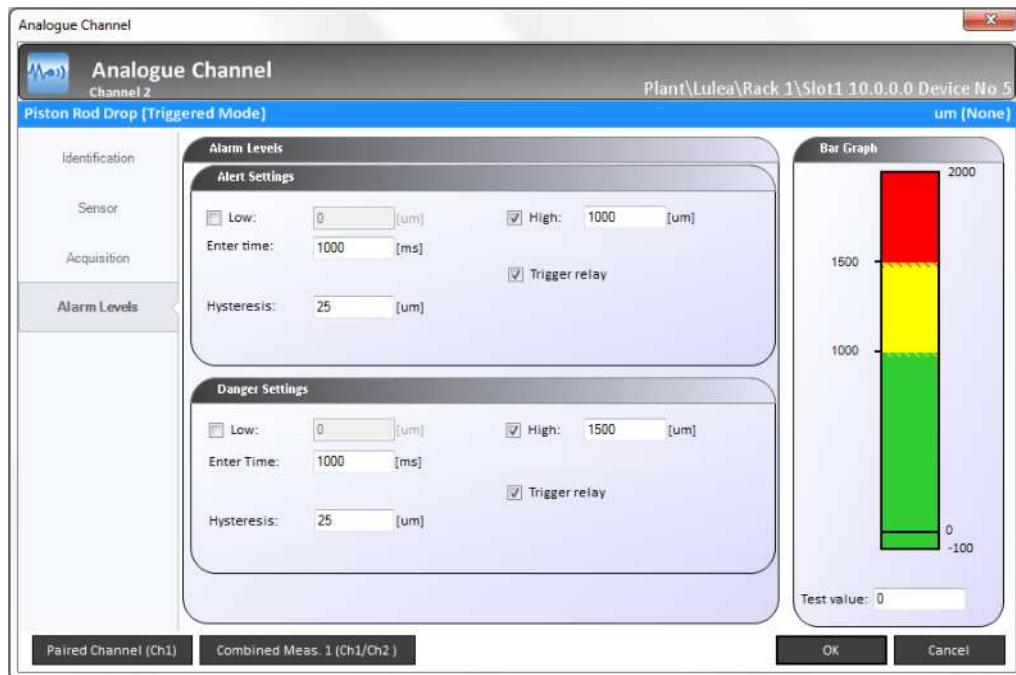 Analogue Channel
Analogue Channel
Channel 2
Plant\Lulea\Rack 1\Slot1 10.0.0.0 Device No 5
Piston Rod Drop (Triggered Mode)
um (None)
Identification
Sensor
Acquisition
Alarm Levels
Alarm Levels
Alert Settings
Low: 0 [um] High: 1000 [um]
Enter time: 1000 [ms]
Trigger relay
Hysteresis: 25 [um]
Danger Settings
Low: 0 [um] High: 1500 [um]
Enter Time: 1000 [ms]
Trigger relay
Hysteresis: 25 [um]
Bar Graph
2000
1500
1000
0
-100
Test value: 0
Paired Channel (Ch1)
Combined Meas. 1 (Ch1/Ch2 )
OK
Cancel